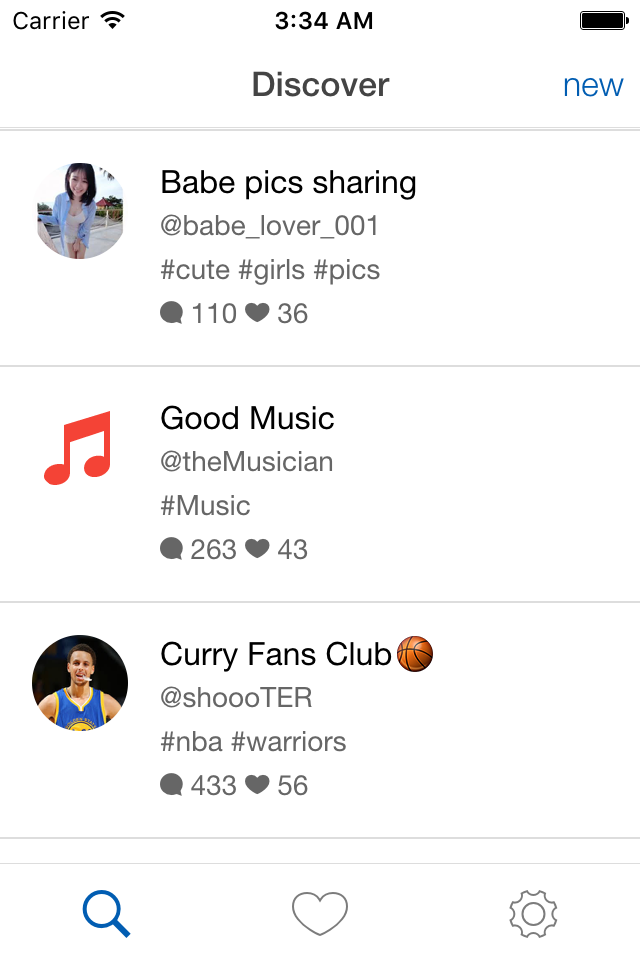 Carrier 3:34 AM
Discover new
Babe pics sharing
@babe_lover_001
#cute #girls #pics
110 36
Good Music
@theMusician
#Music
263 43
Curry Fans Club🏀
@shoooTER
#nba #warriors
433 56